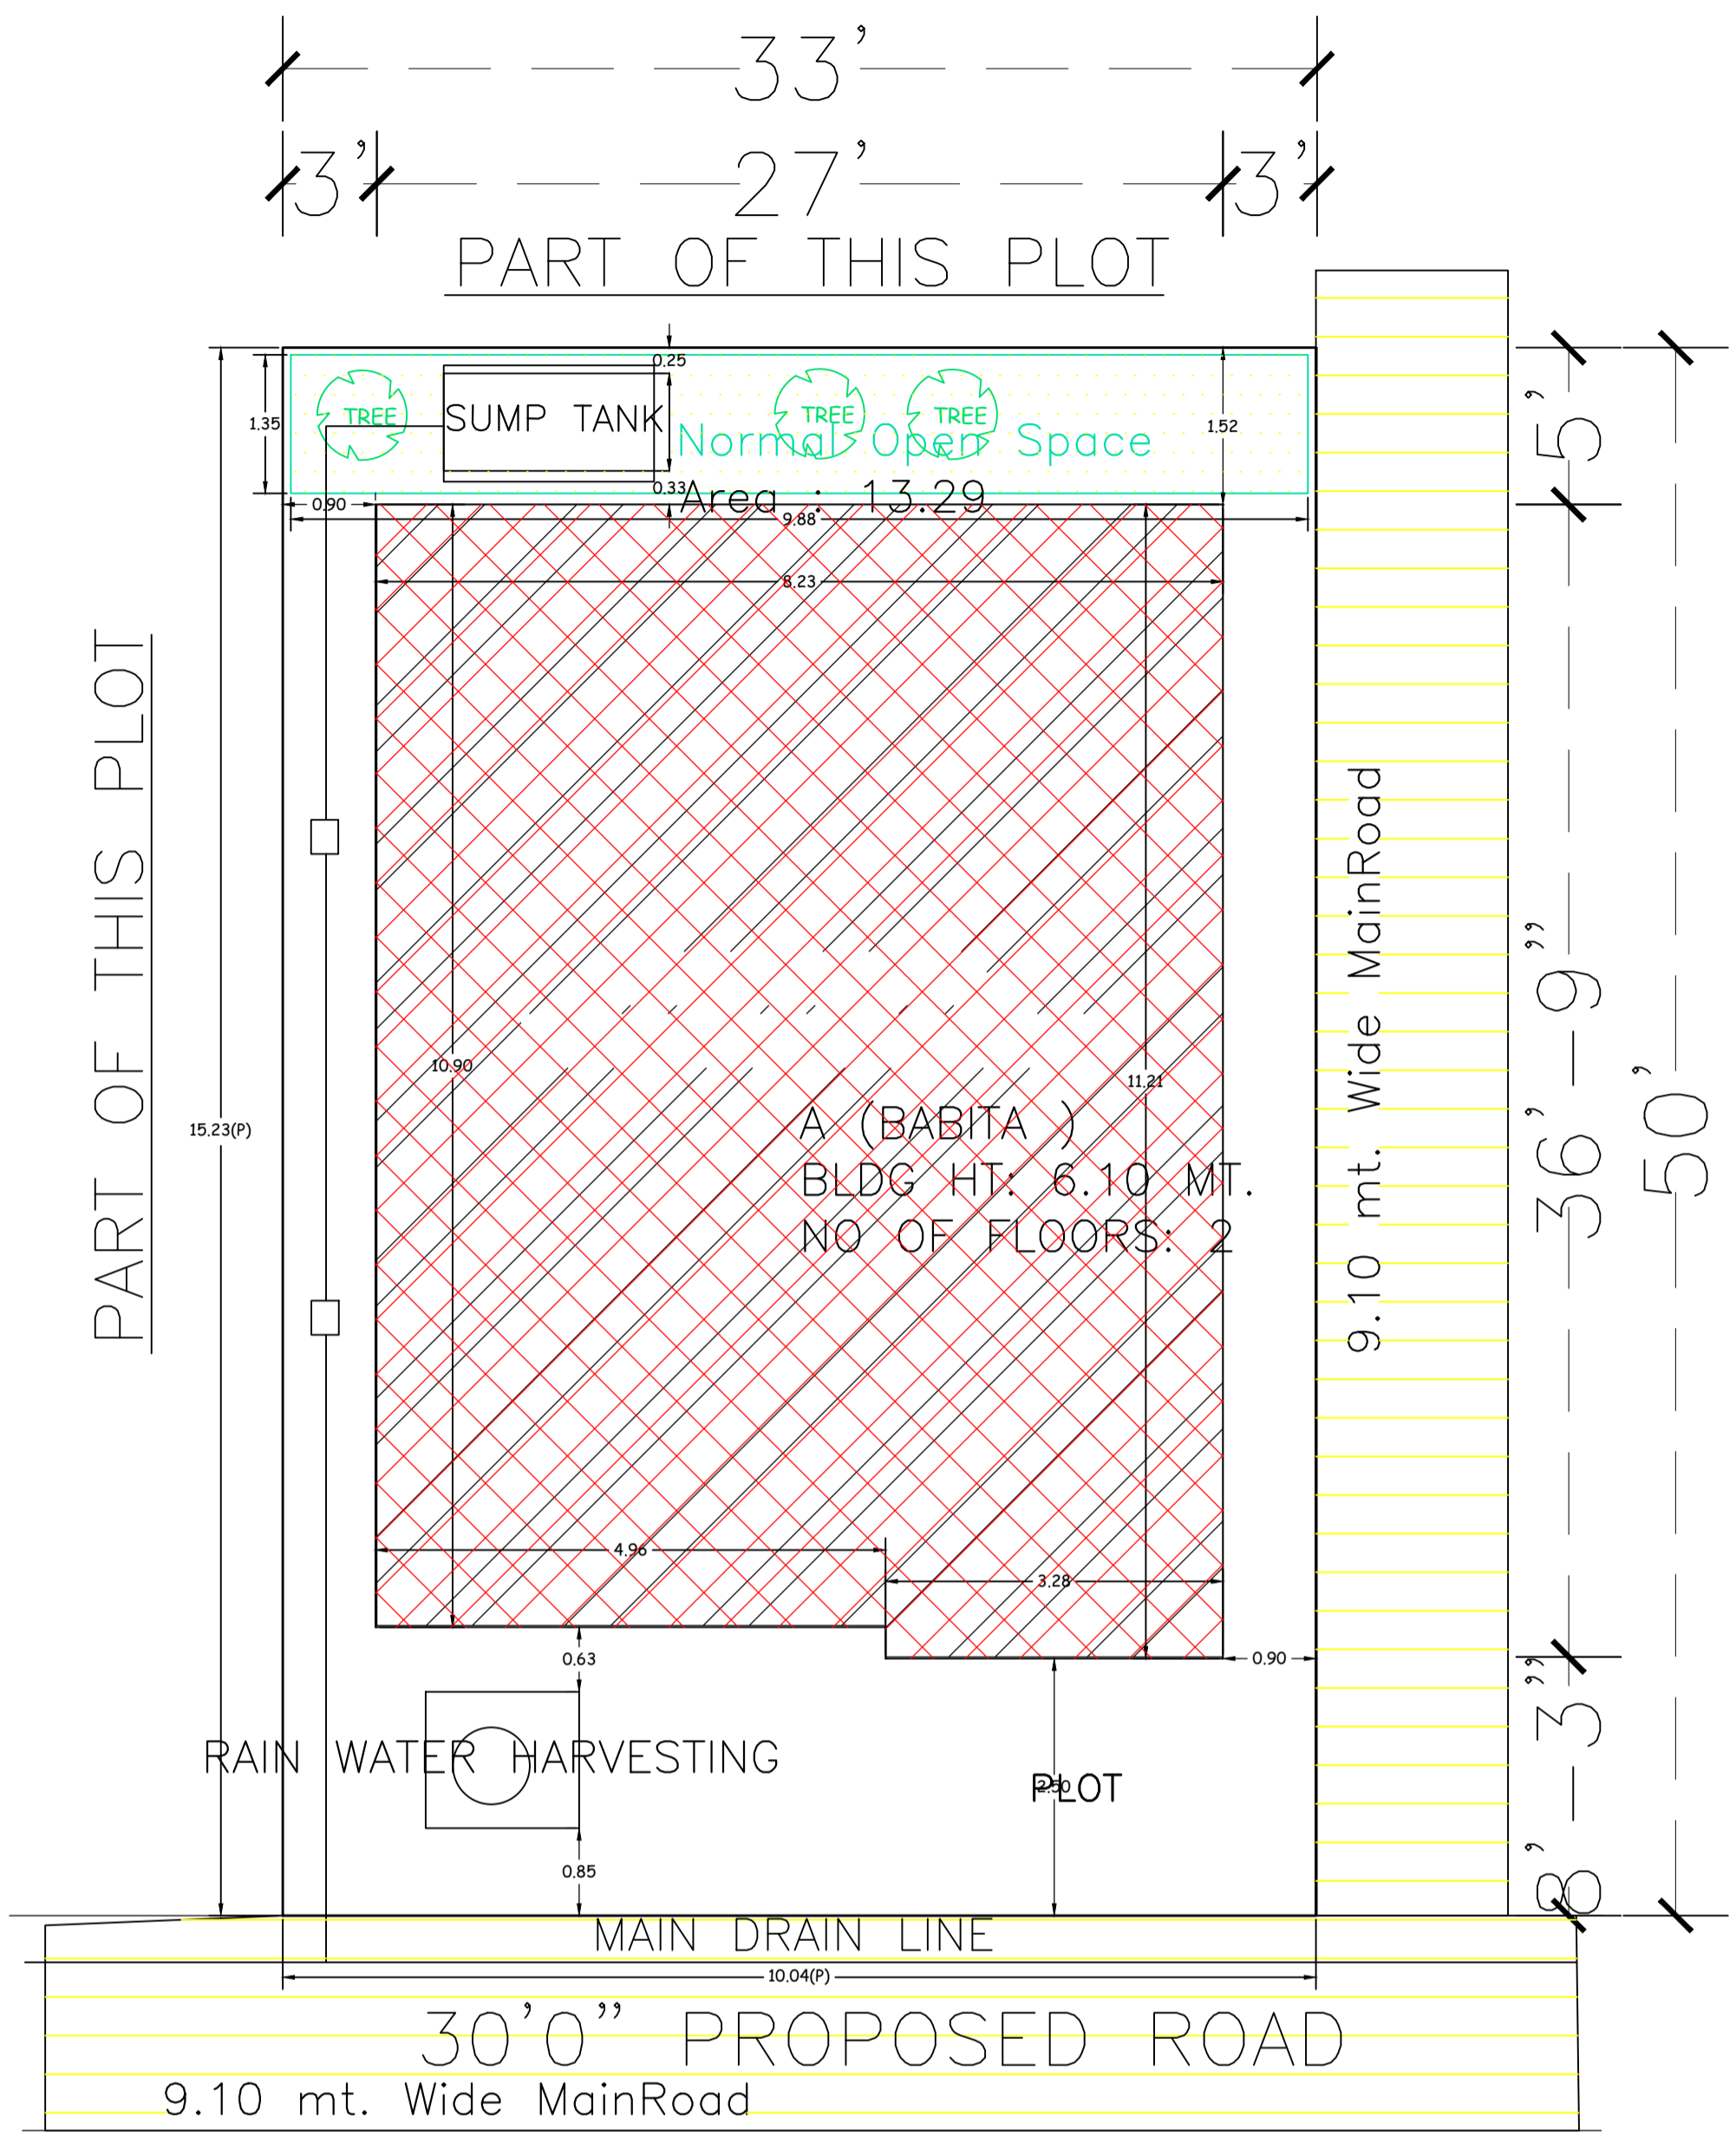 33'
3' 27' 3'
PART OF THIS PLOT
0.25
TREE
SUMP TANK
TREE
TREE
Normal Open Space
1.35
1.52
5'
0.33
Area : 13.29
0.90
9.88
8.23
PART OF THIS PLOT
9.10 mt. Wide MainRoad
36'-9"
50'
10.90
11.21
15.23(P)
A (BABITA )
BLDG HT: 6.10 MT.
NO OF FLOORS: 2
4.96
3.28
0.63
0.90
8'-3"
RAIN WATER HARVESTING
PLOT
2.50
0.85
MAIN DRAIN LINE
10.04(P)
30'0" PROPOSED ROAD
9.10 mt. Wide MainRoad